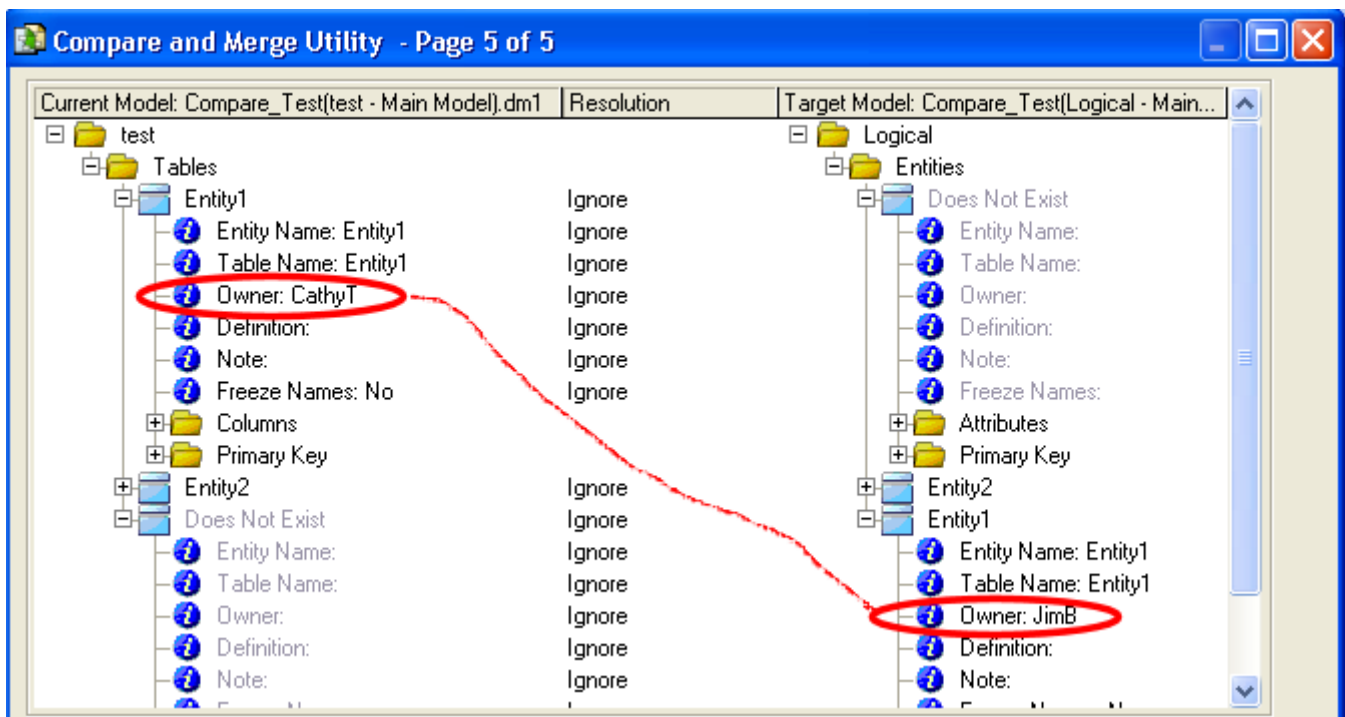 Compare and Merge Utility - Page 5 of 5
Current Model: Compare_Test(test - Main Model).dm1 Resolution Target Model: Compare_Test(Logical - Main...
test Logical
Tables Entities
Entity1 Ignore Does Not Exist
Entity Name: Entity1 Ignore Entity Name:
Table Name: Entity1 Ignore Table Name:
Owner: CathyT Ignore Owner:
Definition: Ignore Definition:
Note: Ignore Note:
Freeze Names: No Ignore Freeze Names:
Columns Attributes
Primary Key Primary Key
Entity2 Ignore Entity2
Does Not Exist Ignore Entity1
Entity Name: Ignore Entity Name: Entity1
Table Name: Ignore Table Name: Entity1
Owner: Ignore Owner: JimB
Definition: Ignore Definition:
Note: Ignore Note: